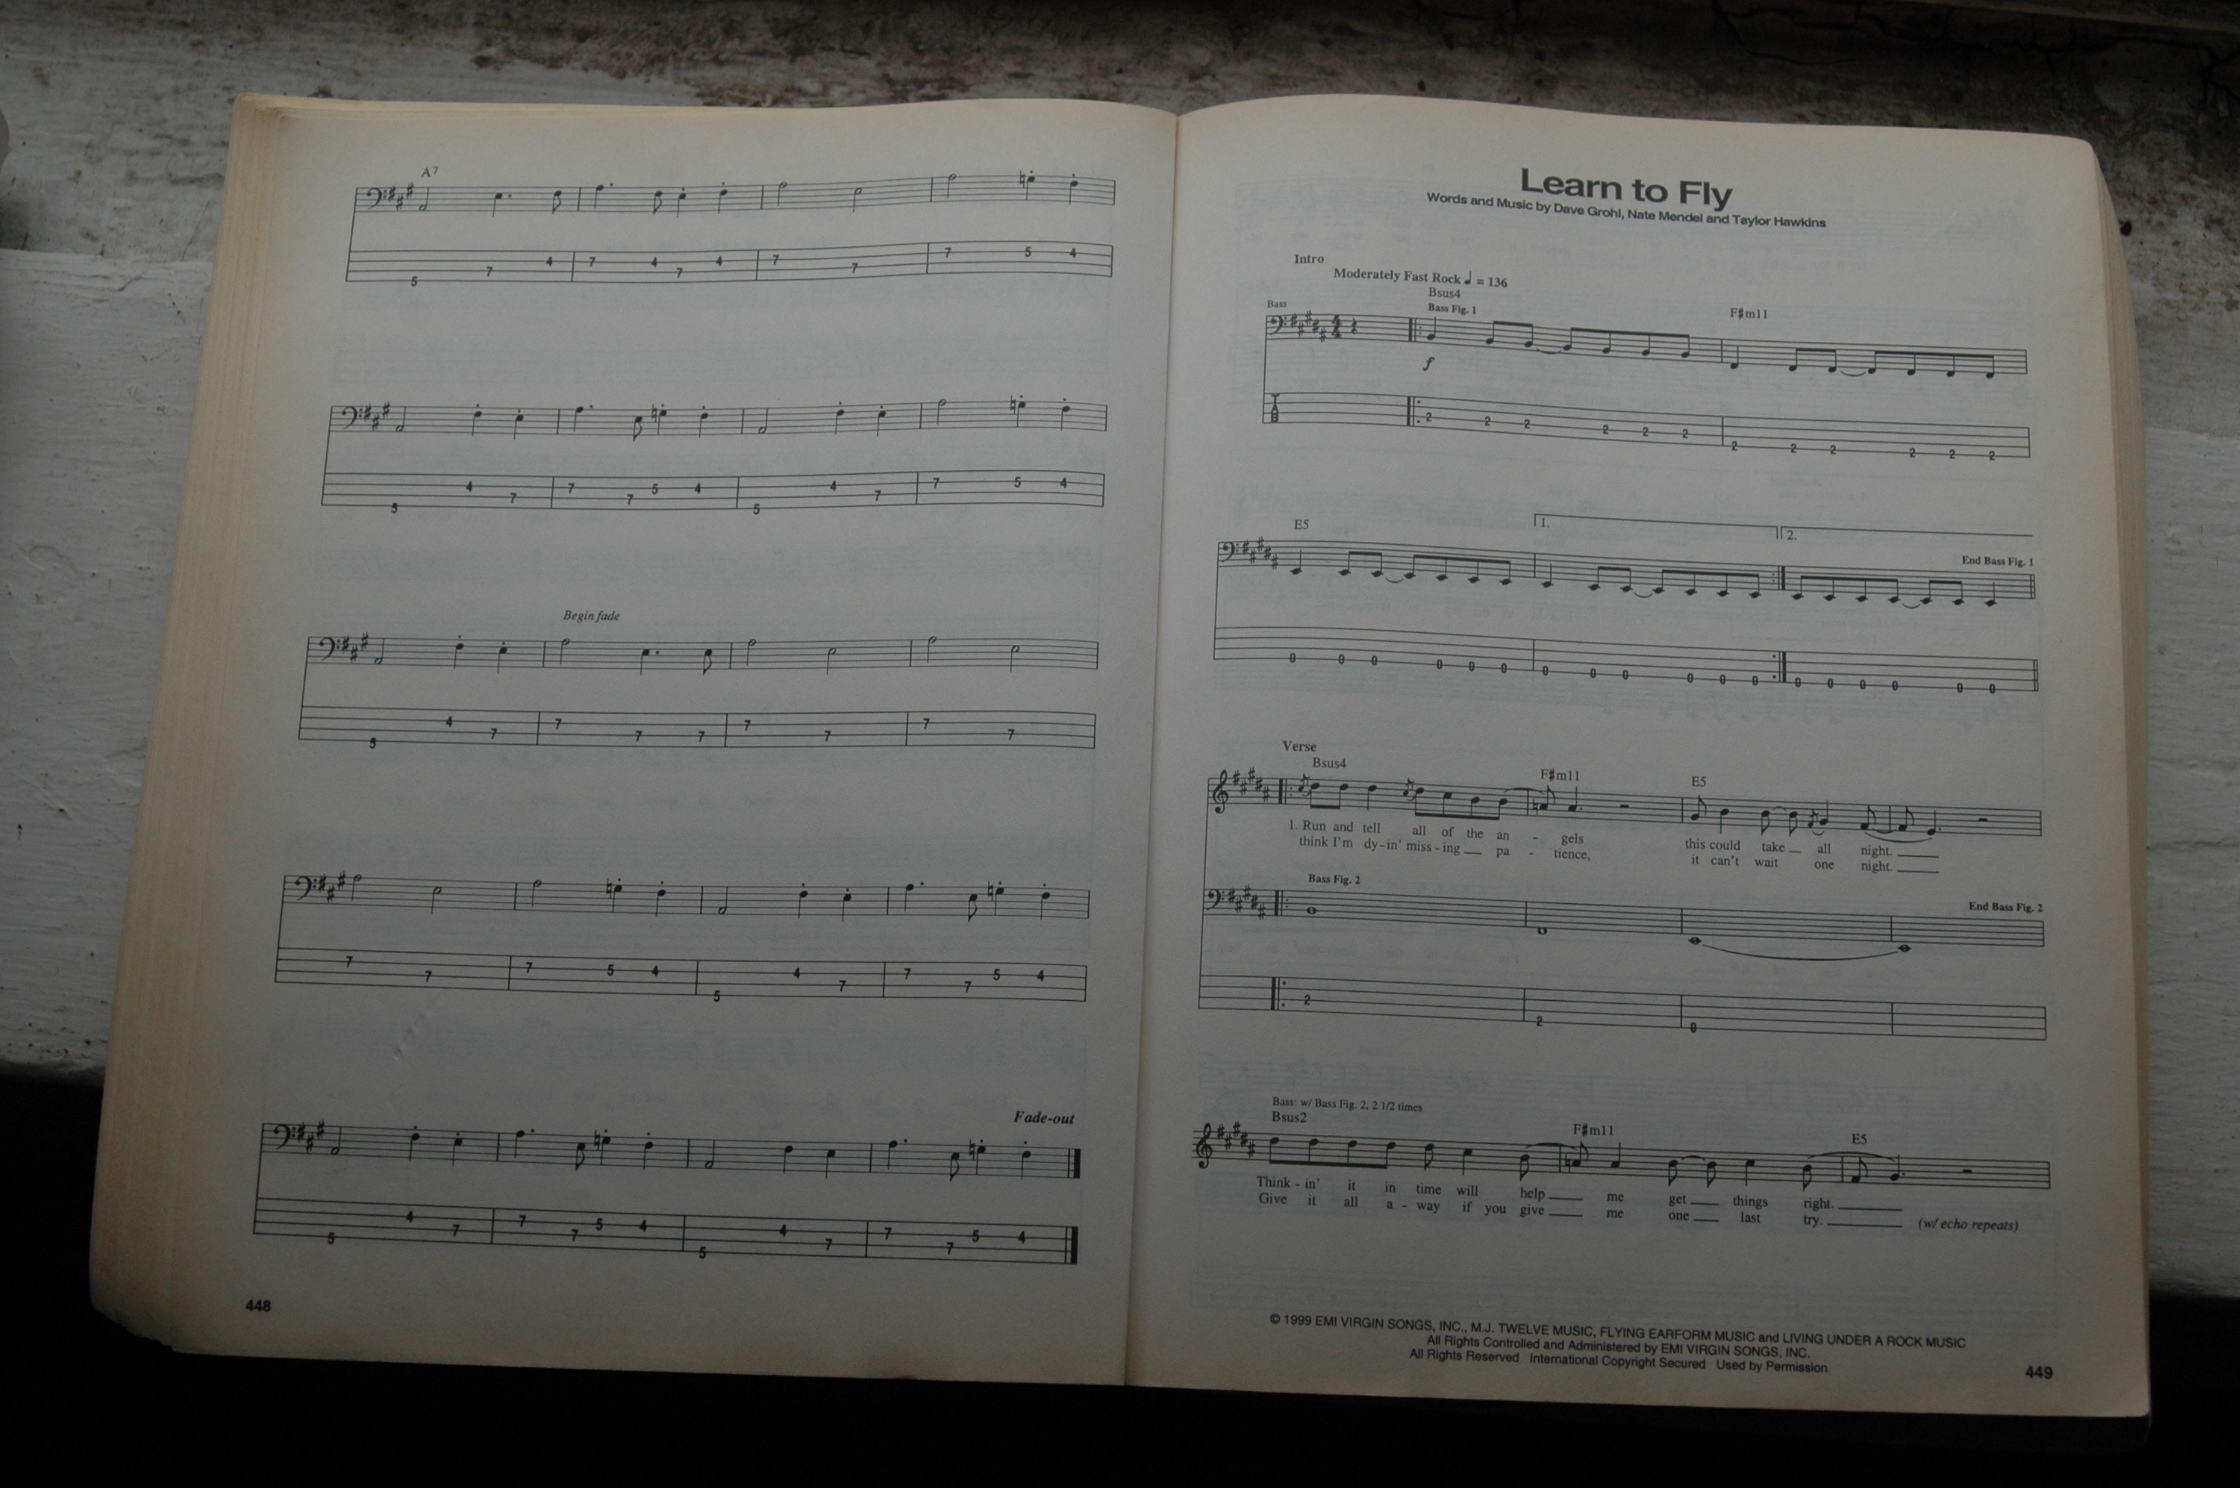 A7
5 7 4 7 4 7 4 7 7 7 5 4
5 4 7 7 7 5 4 5 4 7 7 5 4
Begin fade
5 4 7 7 7 7 7 7 7 7
7 7 7 5 4 5 4 7 7 7 5 4
Fade-out
5 4 7 7 7 5 4 5 4 7 7 7 5 4
448
Learn to Fly
Words and Music by Dave Grohl, Nate Mendel and Taylor Hawkins
Intro
Moderately Fast Rock ♩ = 136
Bsus4
Bass
Bass Fig. 1 F♯m11
f
T A B 2 2 2 2 2 2 2 2 2 2 2 2
E5 1. 2.
End Bass Fig. 1
0 0 0 0 0 0 0 0 0 0 0 0 0 0 0 0 0 0
Verse
Bsus4 F♯m11 E5
1. Run and tell all of the an - gels this could take all night.
think I'm dy-in' miss-ing pa - tience, it can't wait one night.
Bass Fig. 2 End Bass Fig. 2
2 2 0
Bass: w/ Bass Fig. 2, 2 1/2 times
Bsus2 F♯m11 E5
Think - in' it in time will help me get things right.
Give it all a - way if you give me one last try. (w/ echo repeats)
© 1999 EMI VIRGIN SONGS, INC., M.J. TWELVE MUSIC, FLYING EARFORM MUSIC and LIVING UNDER A ROCK MUSIC
All Rights Controlled and Administered by EMI VIRGIN SONGS, INC.
All Rights Reserved International Copyright Secured Used by Permission
449